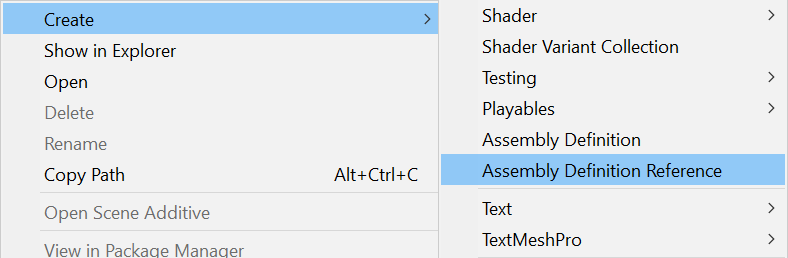 Create
Show in Explorer
Open
Delete
Rename
Copy Path Alt+Ctrl+C
Open Scene Additive
View in Package Manager
Shader
Shader Variant Collection
Testing
Playables
Assembly Definition
Assembly Definition Reference
Text
TextMeshPro